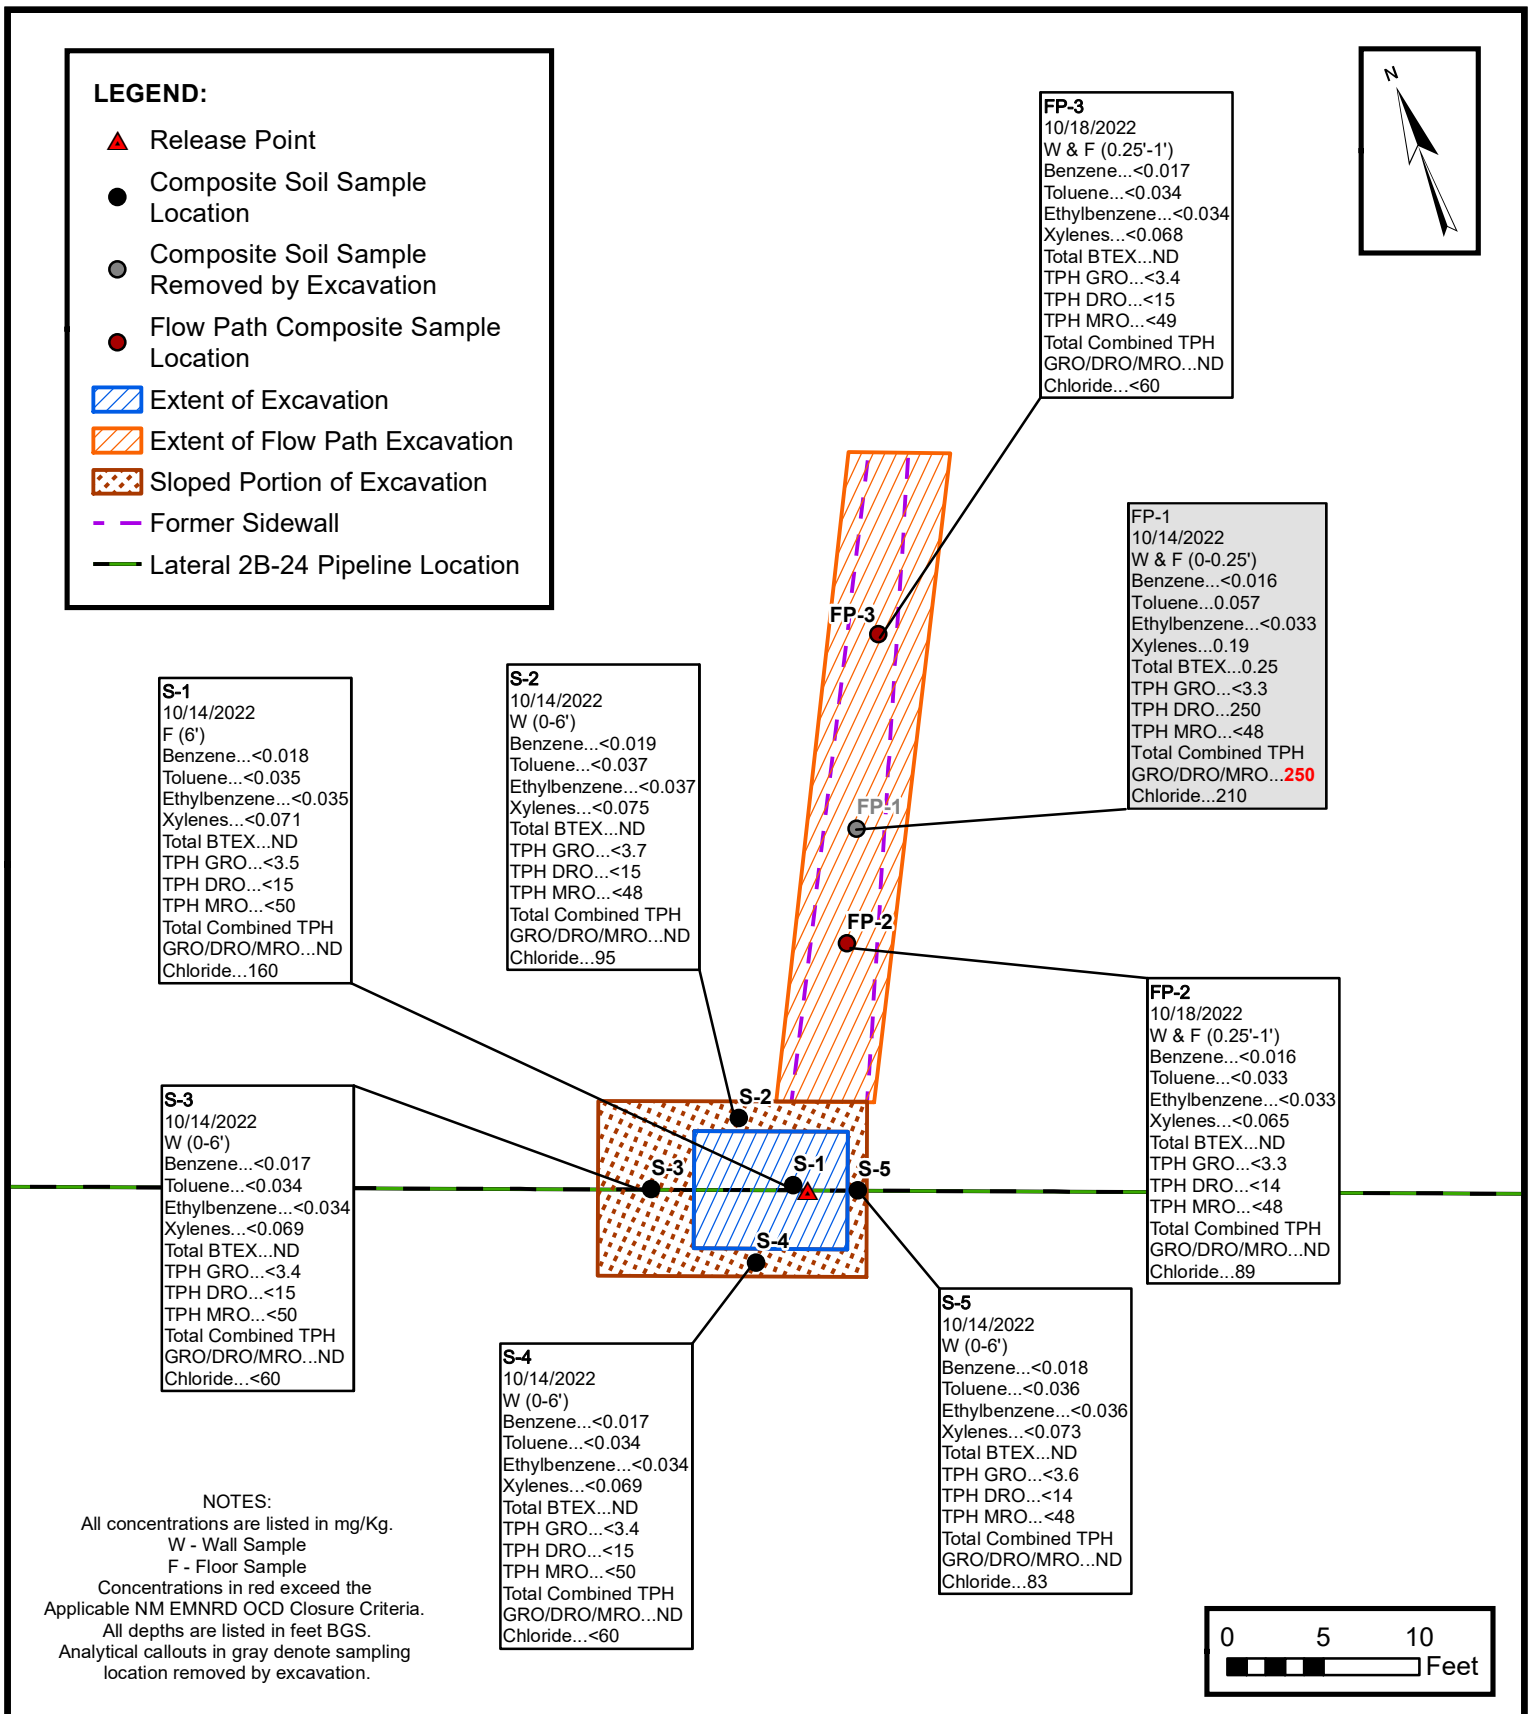 LEGEND:
Release Point
Composite Soil Sample
Location
Composite Soil Sample
Removed by Excavation
Flow Path Composite Sample
Location
Extent of Excavation
Extent of Flow Path Excavation
Sloped Portion of Excavation
Former Sidewall
Lateral 2B-24 Pipeline Location
N
FP-3
10/18/2022
W & F (0.25'-1')
Benzene...<0.017
Toluene...<0.034
Ethylbenzene...<0.034
Xylenes...<0.068
Total BTEX...ND
TPH GRO...<3.4
TPH DRO...<15
TPH MRO...<49
Total Combined TPH
GRO/DRO/MRO...ND
Chloride...<60
FP-1
10/14/2022
W & F (0-0.25')
Benzene...<0.016
Toluene...0.057
Ethylbenzene...<0.033
Xylenes...0.19
Total BTEX...0.25
TPH GRO...<3.3
TPH DRO...250
TPH MRO...<48
Total Combined TPH
GRO/DRO/MRO...250
Chloride...210
FP-3
FP-1
FP-2
S-1
10/14/2022
F (6')
Benzene...<0.018
Toluene...<0.035
Ethylbenzene...<0.035
Xylenes...<0.071
Total BTEX...ND
TPH GRO...<3.5
TPH DRO...<15
TPH MRO...<50
Total Combined TPH
GRO/DRO/MRO...ND
Chloride...160
S-2
10/14/2022
W (0-6')
Benzene...<0.019
Toluene...<0.037
Ethylbenzene...<0.037
Xylenes...<0.075
Total BTEX...ND
TPH GRO...<3.7
TPH DRO...<15
TPH MRO...<48
Total Combined TPH
GRO/DRO/MRO...ND
Chloride...95
FP-2
10/18/2022
W & F (0.25'-1')
Benzene...<0.016
Toluene...<0.033
Ethylbenzene...<0.033
Xylenes...<0.065
Total BTEX...ND
TPH GRO...<3.3
TPH DRO...<14
TPH MRO...<48
Total Combined TPH
GRO/DRO/MRO...ND
Chloride...89
S-3
10/14/2022
W (0-6')
Benzene...<0.017
Toluene...<0.034
Ethylbenzene...<0.034
Xylenes...<0.069
Total BTEX...ND
TPH GRO...<3.4
TPH DRO...<15
TPH MRO...<50
Total Combined TPH
GRO/DRO/MRO...ND
Chloride...<60
S-2
S-3
S-1
S-5
S-4
S-4
10/14/2022
W (0-6')
Benzene...<0.017
Toluene...<0.034
Ethylbenzene...<0.034
Xylenes...<0.069
Total BTEX...ND
TPH GRO...<3.4
TPH DRO...<15
TPH MRO...<50
Total Combined TPH
GRO/DRO/MRO...ND
Chloride...<60
S-5
10/14/2022
W (0-6')
Benzene...<0.018
Toluene...<0.036
Ethylbenzene...<0.036
Xylenes...<0.073
Total BTEX...ND
TPH GRO...<3.6
TPH DRO...<14
TPH MRO...<48
Total Combined TPH
GRO/DRO/MRO...ND
Chloride...83
NOTES:
All concentrations are listed in mg/Kg.
W - Wall Sample
F - Floor Sample
Concentrations in red exceed the
Applicable NM EMNRD OCD Closure Criteria.
All depths are listed in feet BGS.
Analytical callouts in gray denote sampling
location removed by excavation.
0 5 10
Feet